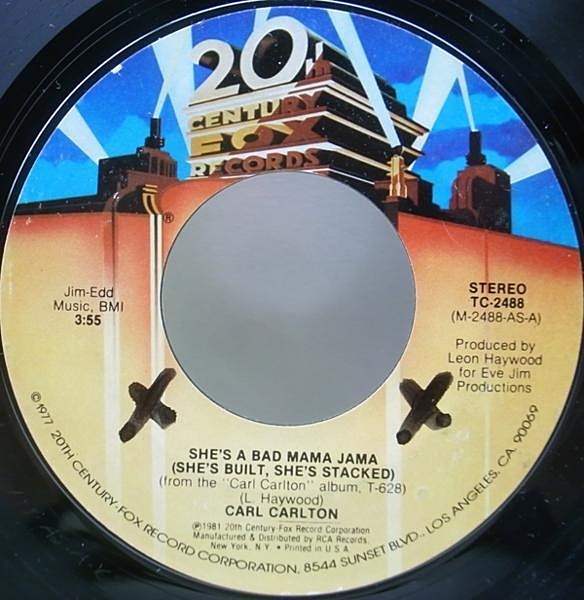 20th
CENTURY
FOX
RECORDS
®
Jim-Edd
Music, BMI
3:55
STEREO
TC-2488
(M-2488-AS-A)
Produced by
Leon Haywood
for Eve Jim
Productions
X X
SHE'S A BAD MAMA JAMA
(SHE'S BUILT, SHE'S STACKED)
(from the "Carl Carlton" album, T-628)
(L. Haywood)
CARL CARLTON
℗1981 20th Century-Fox Record Corporation.
Manufactured & Distributed by RCA Records,
New York, N.Y. • Printed in U.S.A.
©1977 20TH CENTURY-FOX RECORD CORPORATION, 8544 SUNSET BLVD., LOS ANGELES, CA. 90069